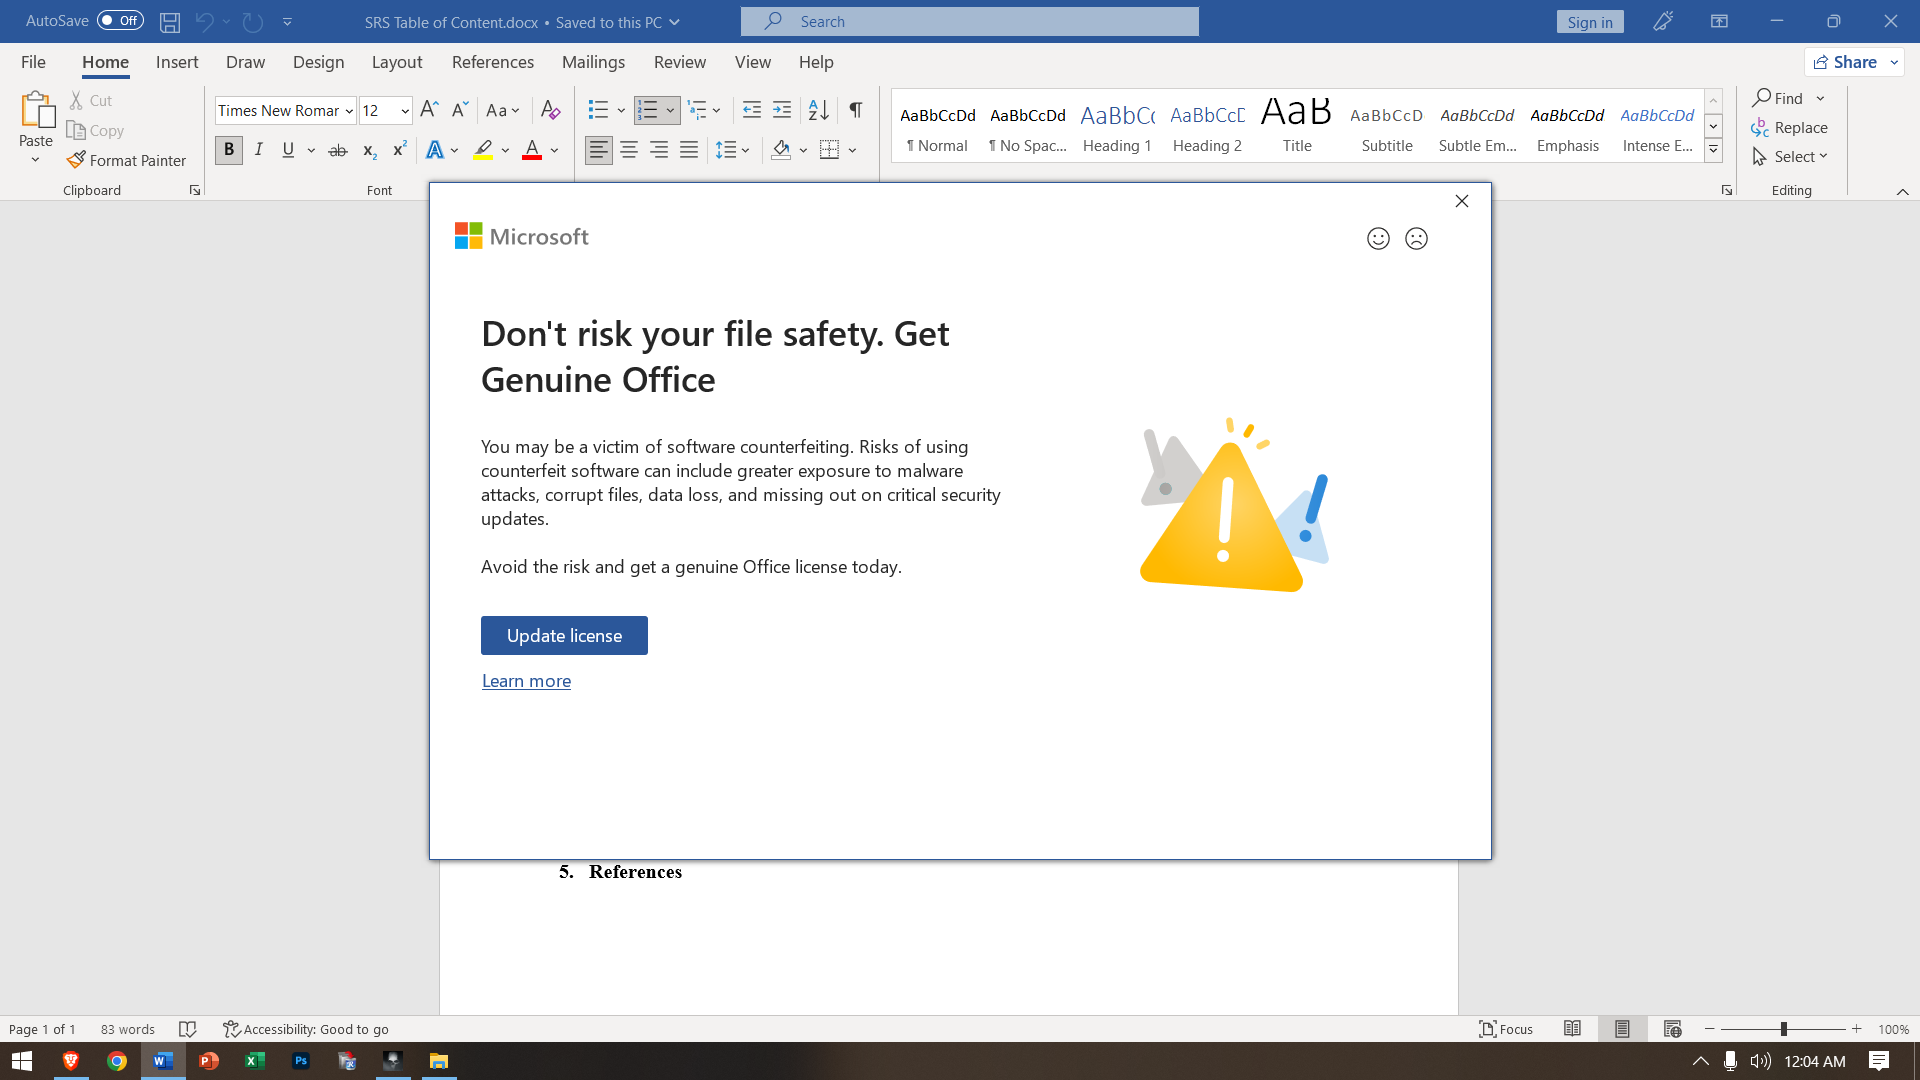 AutoSave Off SRS Table of Content.docx • Saved to this PC Search Sign in
File Home Insert Draw Design Layout References Mailings Review View Help Share
Paste Cut Copy Format Painter Clipboard
Times New Romar 12 Aa
B I U ab x2 x2 A A Font
AaBbCcDd AaBbCcDd AaBbCc AaBbCcD AaB AaBbCcD AaBbCcDd AaBbCcDd AaBbCcDd
¶ Normal ¶ No Spac... Heading 1 Heading 2 Title Subtitle Subtle Em... Emphasis Intense E...
Find
Replace
Select
Editing
Microsoft
Don't risk your file safety. Get
Genuine Office
You may be a victim of software counterfeiting. Risks of using
counterfeit software can include greater exposure to malware
attacks, corrupt files, data loss, and missing out on critical security
updates.
Avoid the risk and get a genuine Office license today.
Update license
Learn more
5. References
Page 1 of 1 83 words Accessibility: Good to go Focus 100%
12:04 AM